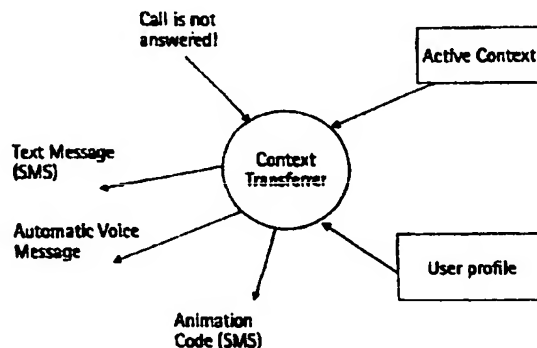 Call is not
answered!
Active Context
Text Message
(SMS)
Context
Transferrer
Automatic Voice
Message
User profile
Animation
Code (SMS)